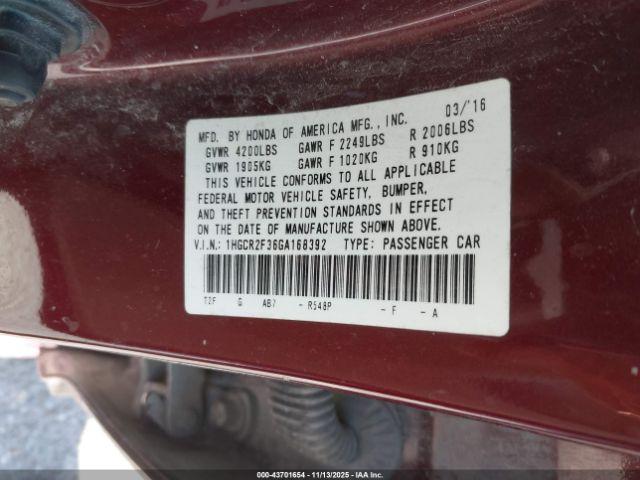 03/'16
MFD. BY HONDA OF AMERICA MFG., INC.
GVWR 4200LBS GAWR F 2249LBS R 2006LBS
GVWR 1905KG GAWR F 1020KG R 910KG
THIS VEHICLE CONFORMS TO ALL APPLICABLE
FEDERAL MOTOR VEHICLE SAFETY, BUMPER,
AND THEFT PREVENTION STANDARDS IN EFFECT
ON THE DATE OF MANUFACTURE SHOWN ABOVE.
V.I.N.: 1HGCR2F36GA168392 TYPE: PASSENGER CAR
T2F G AB7 - R548P - F - A
000-43701654 | 11/13/2025 | IAA Inc.